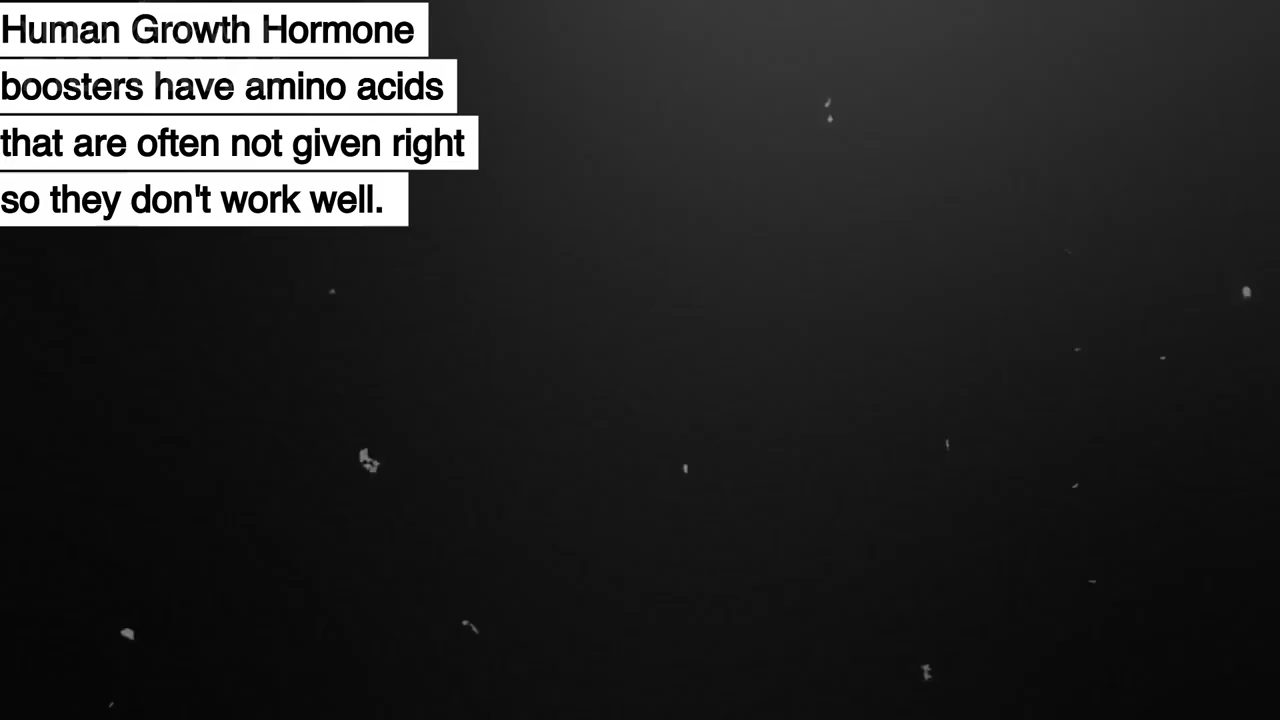 Human Growth Hormone
boosters have amino acids
that are often not given right
so they don't work well.